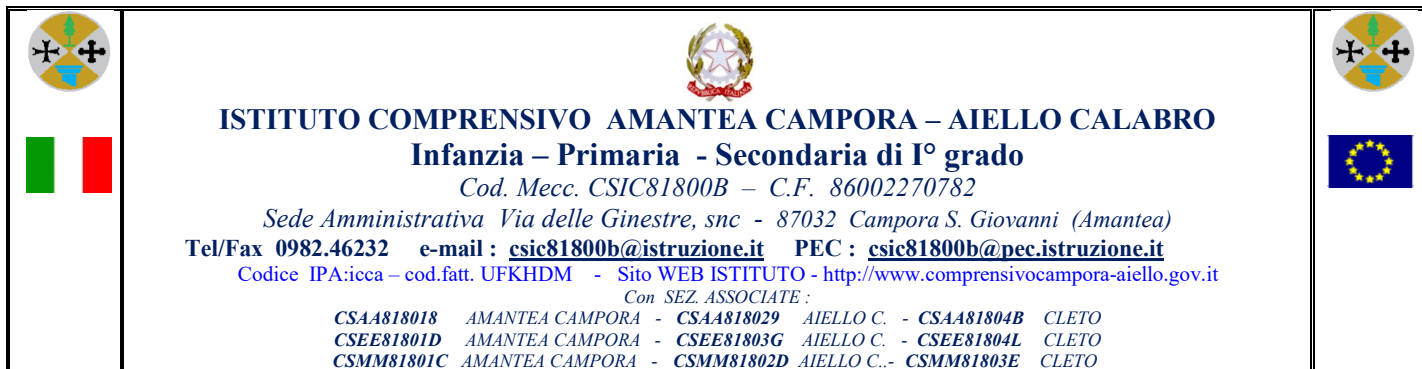 ISTITUTO COMPRENSIVO AMANTEA CAMPORA – AIELLO CALABRO
Infanzia – Primaria - Secondaria di I° grado
Cod. Mecc. CSIC81800B – C.F. 86002270782
Sede Amministrativa Via delle Ginestre, snc - 87032 Campora S. Giovanni (Amantea)
Tel/Fax 0982.46232 e-mail : csic81800b@istruzione.it PEC : csic81800b@pec.istruzione.it
Codice IPA:icca – cod.fatt. UFKHDM - Sito WEB ISTITUTO - http://www.comprensivocampora-aiello.gov.it
Con SEZ. ASSOCIATE :
CSAA818018 AMANTEA CAMPORA - CSAA818029 AIELLO C. - CSAA81804B CLETO
CSEE81801D AMANTEA CAMPORA - CSEE81803G AIELLO C. - CSEE81804L CLETO
CSMM81801C AMANTEA CAMPORA - CSMM81802D AIELLO C..- CSMM81803E CLETO